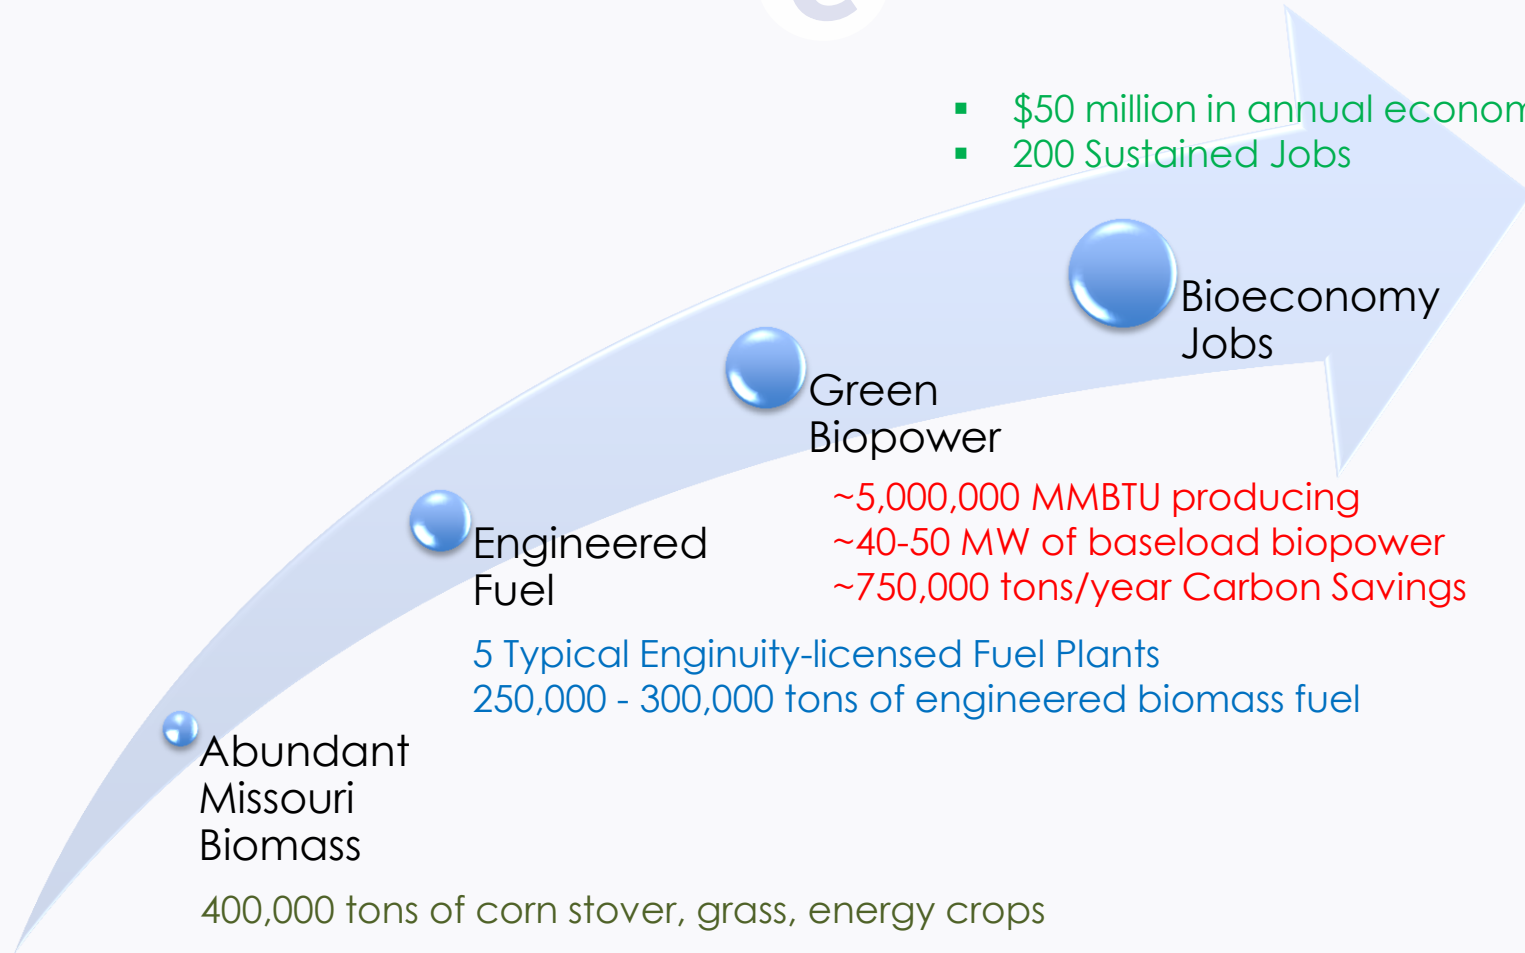 ▪ $50 million in annual
▪ 200 Sustained Jobs
Bioeconomy
Jobs
Green
Biopower
~5,000,000 MMBTU producing
~40-50 MW of baseload biopower
~750,000 tons/year Carbon Savings
Engineered
Fuel
5 Typical Enginuity-licensed Fuel Plants
250,000 - 300,000 tons of engineered biomass fuel
Abundant
Missouri
Biomass
400,000 tons of corn stover, grass, energy crops